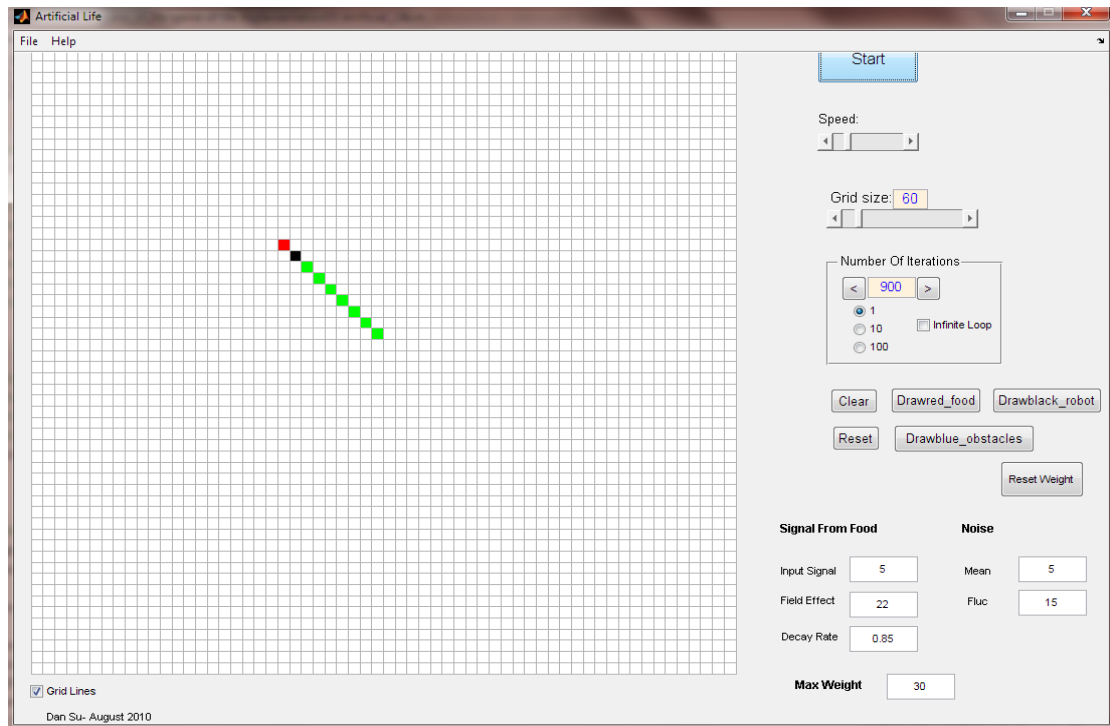 Artificial Life
File Help
Start
Speed:
Grid size: 60
Number Of Iterations
< 900 >
1
10
Infinite Loop
100
Clear Drawred_food Drawblack_robot
Reset Drawblue_obstacles
Reset Weight
Signal From Food Noise
Input Signal 5 Mean 5
Field Effect 22 Fluc 15
Decay Rate 0.85
Max Weight 30
Grid Lines
Dan Su- August 2010